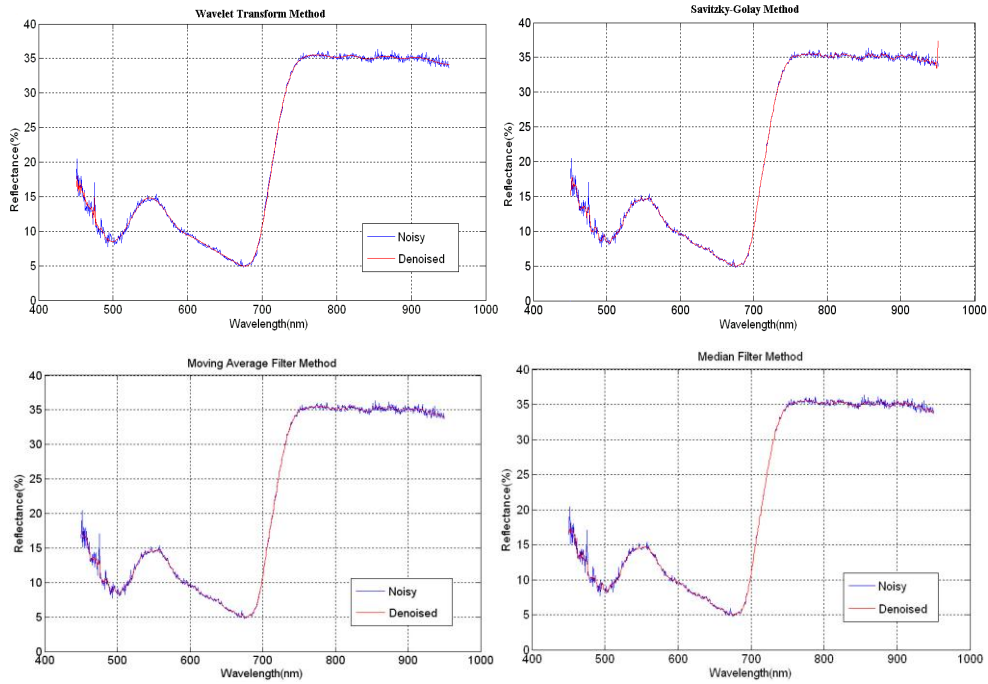 Wavelet Transform Method
Reflectance(%)
40
35
30
25
20
15
10
5
0
400 500 600 700 800 900 1000
Wavelength(nm)
Noisy
Denoised
Savitzky-Golay Method
Reflectance(%)
40
35
30
25
20
15
10
5
0
400 500 600 700 800 900 1000
Wavelength(nm)
Moving Average Filter Method
Reflectance(%)
40
35
30
25
20
15
10
5
0
400 500 600 700 800 900 1000
Wavelength(nm)
Noisy
Denoised
Median Filter Method
Reflectance(%)
40
35
30
25
20
15
10
5
0
400 500 600 700 800 900 1000
Wavelength(nm)
Noisy
Denoised